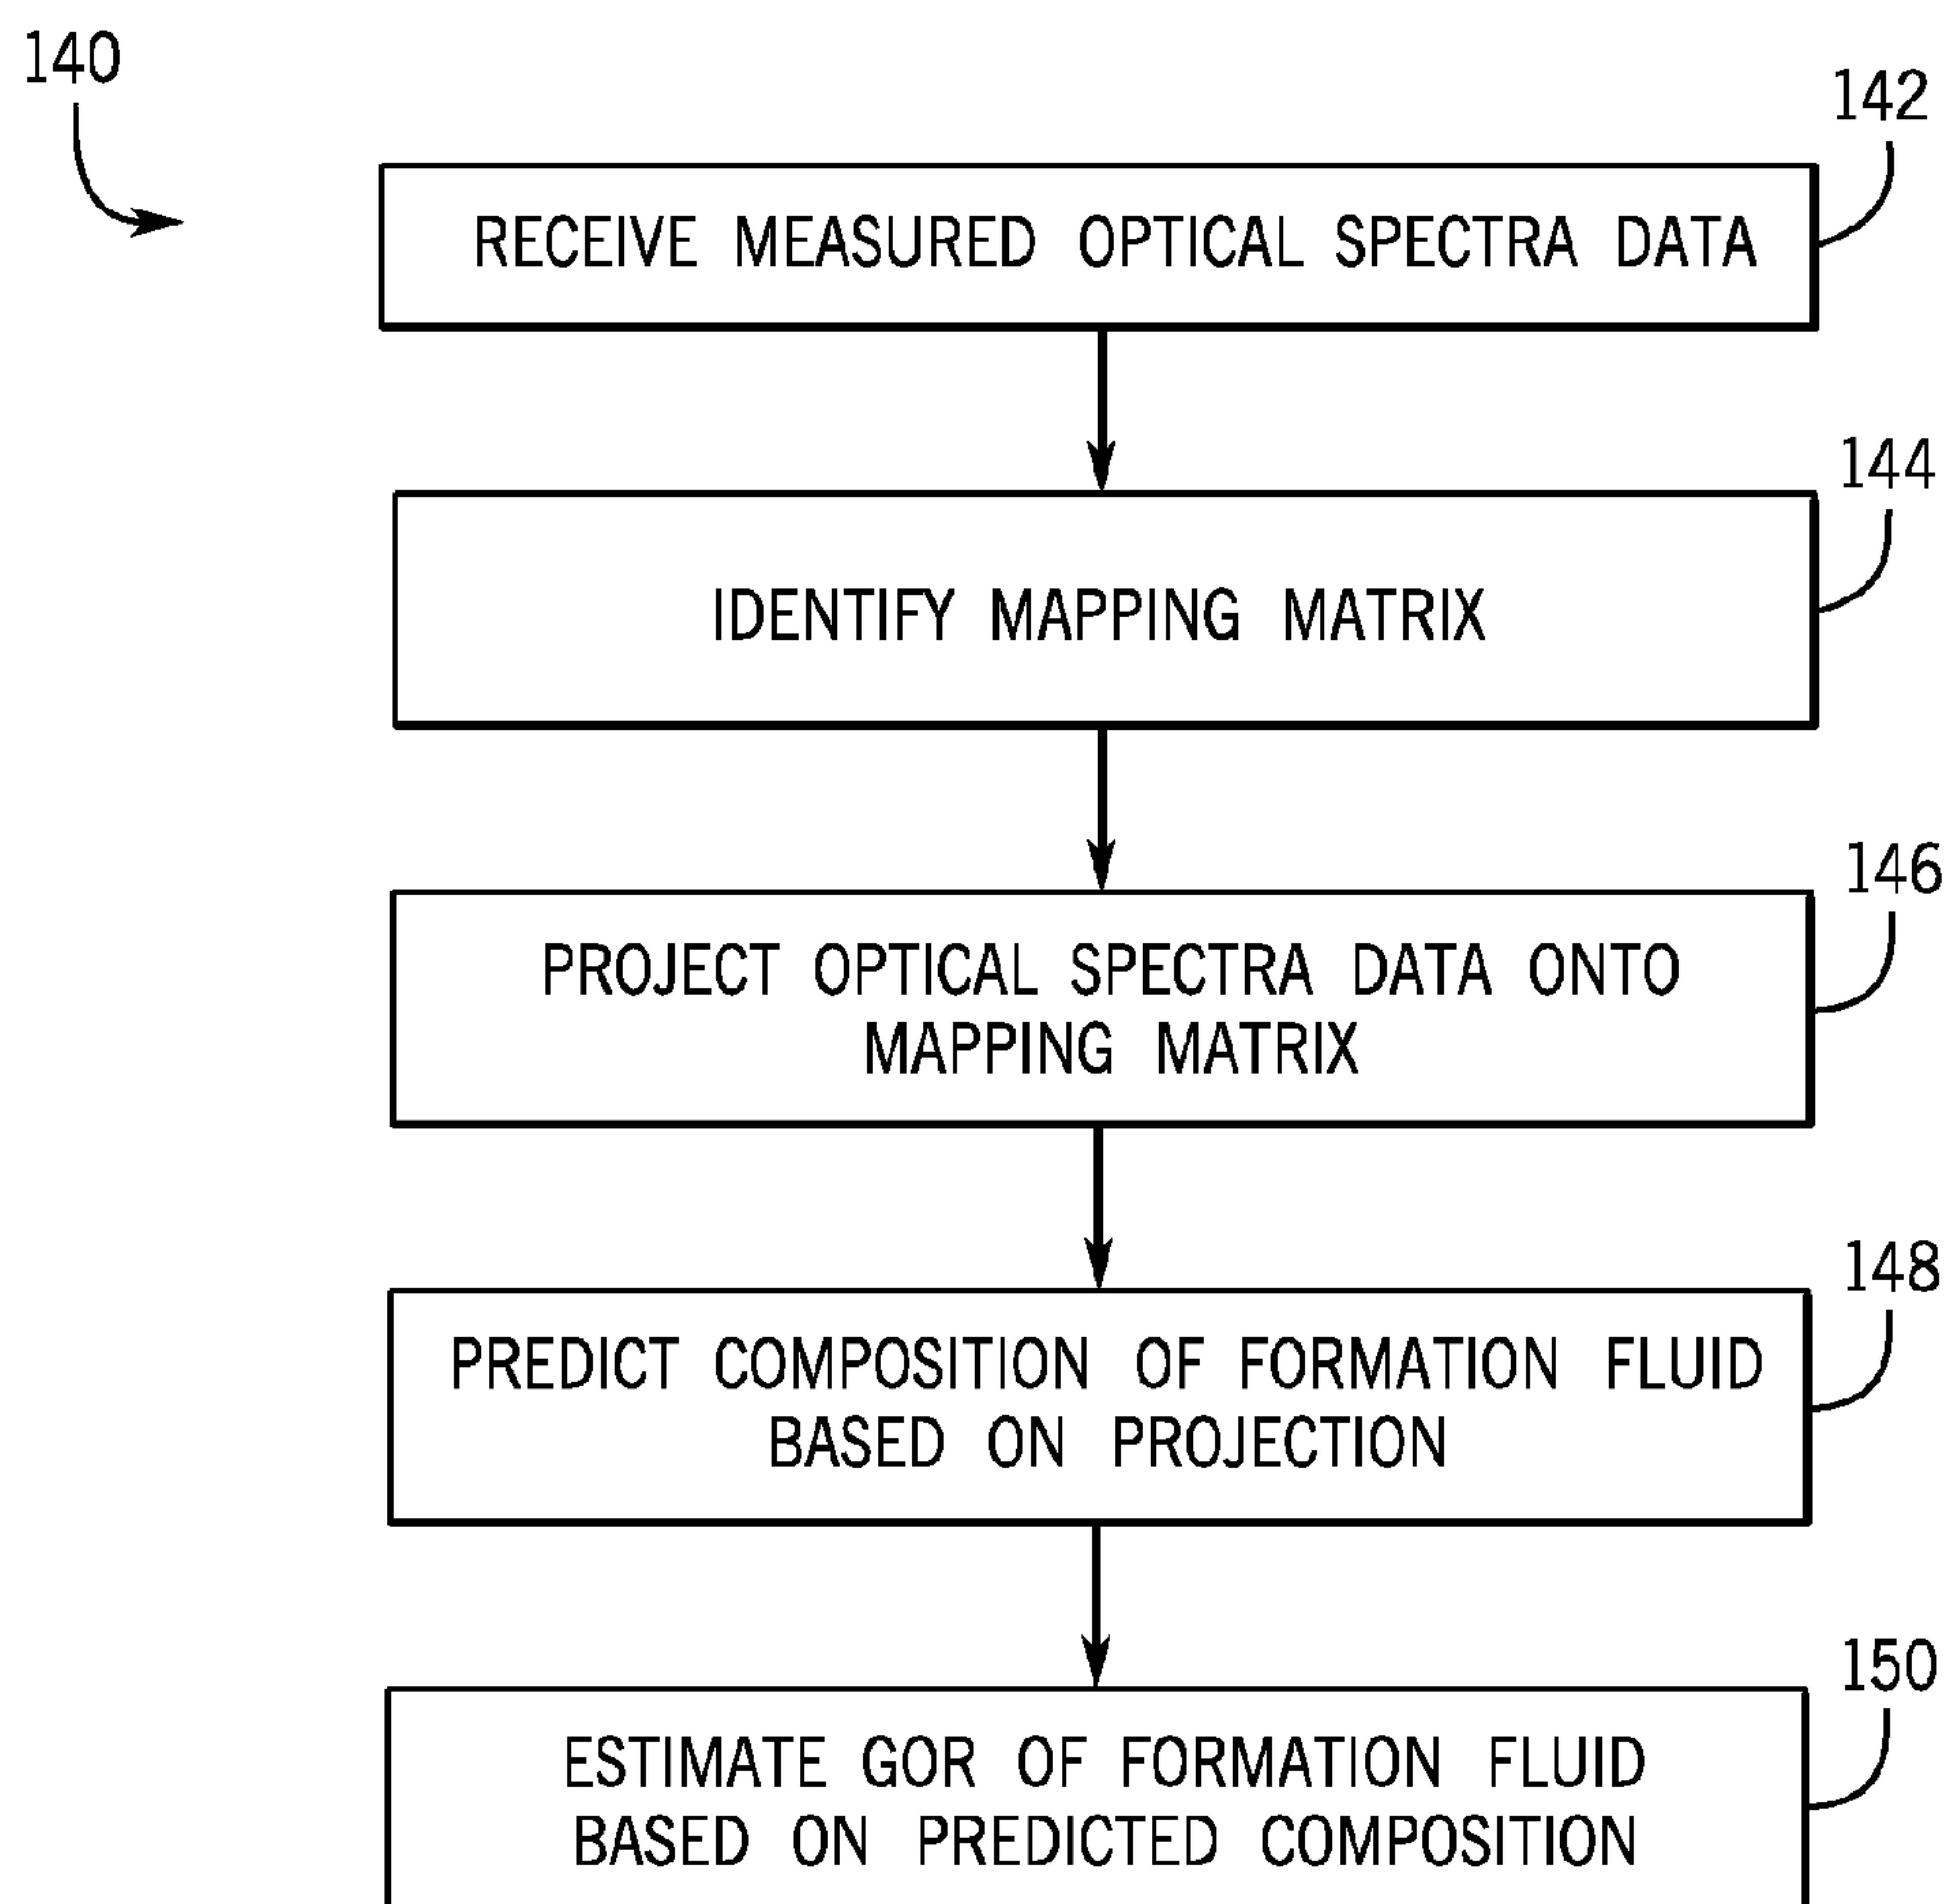 140
142
RECEIVE MEASURED OPTICAL SPECTRA DATA
144
IDENTIFY MAPPING MATRIX
146
PROJECT OPTICAL SPECTRA DATA ONTO
MAPPING MATRIX
148
PREDICT COMPOSITION OF FORMATION FLUID
BASED ON PROJECTION
150
ESTIMATE GOR OF FORMATION FLUID
BASED ON PREDICTED COMPOSITION